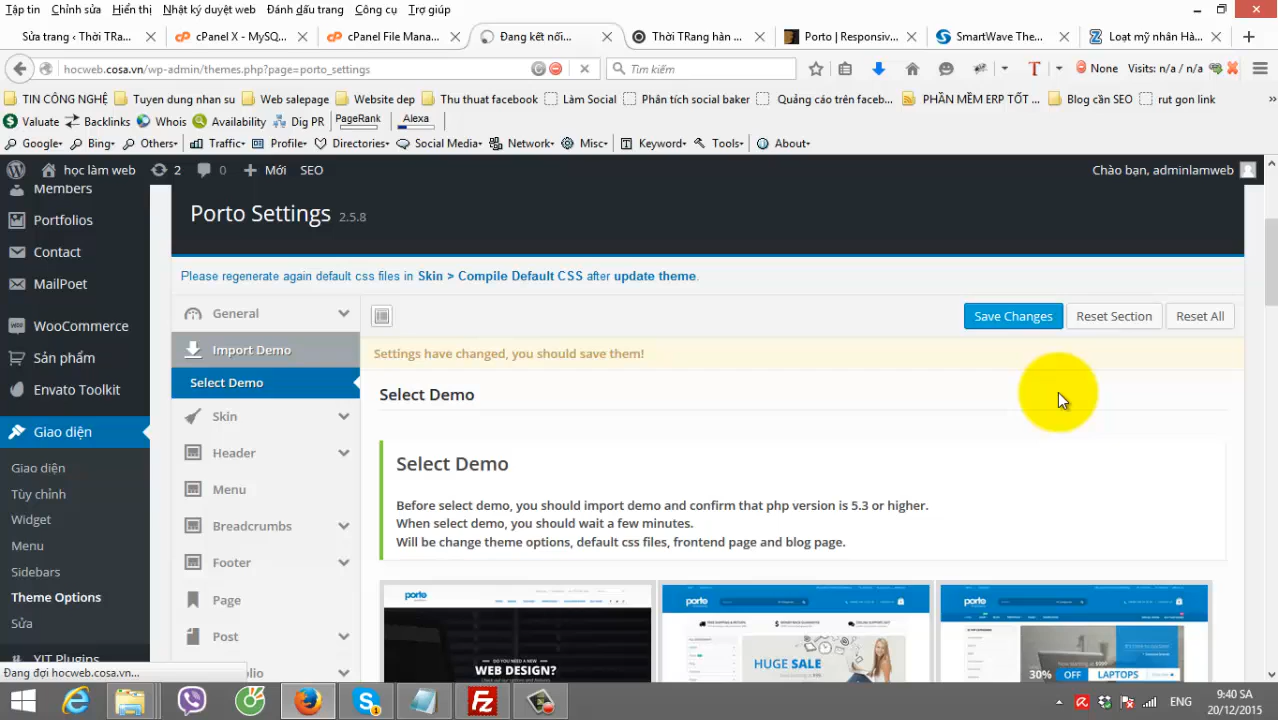 Tập tin Chỉnh sửa Hiển thị Nhật ký duyệt web Đánh dấu trang Công cụ Trợ giúp
Sửa trang ‹ Thời TRa... cPanel X - MySQ... cPanel File Mana... Đang kết nối... Thời TRang hàn ... Porto | Responsiv... SmartWave The... Loạt mỹ nhân Hà...
hocweb.cosa.vn/wp-admin/themes.php?page=porto_settings Tìm kiếm None Visits: n/a / n/a
TIN CÔNG NGHỆ Tuyen dung nhan su Web salepage Website dep Thu thuat facebook Làm Social Phân tích social baker Quảng cáo trên faceb... PHẦN MỀM ERP TỐT ... Blog cần SEO rut gon link
Valuate Backlinks Whois Availability Dig PR PageRank Alexa
Google Bing Others Traffic Profile Directories Social Media Network Misc Keyword Tools About
học làm web 2 0 Mới SEO Chào bạn, adminlamweb
Members
Portfolios
Contact
MailPoet
WooCommerce
Sản phẩm
Envato Toolkit
Giao diện
Giao diện
Tùy chỉnh
Widget
Menu
Sidebars
Theme Options
Sửa
YIT Plugins
Porto Settings 2.5.8
Please regenerate again default css files in Skin > Compile Default CSS after update theme.
General
Import Demo
Select Demo
Skin
Header
Menu
Breadcrumbs
Footer
Page
Post
Save Changes Reset Section Reset All
Settings have changed, you should save them!
Select Demo
Select Demo
Before select demo, you should import demo and confirm that php version is 5.3 or higher.
When select demo, you should wait a few minutes.
Will be change theme options, default css files, frontend page and blog page.
porto porto porto
DO YOU NEED A NEW
WEB DESIGN?
HUGE SALE
30% OFF LAPTOPS
Đang đợi hocweb.cosa.vn...
ENG
9:40 SA
20/12/2015